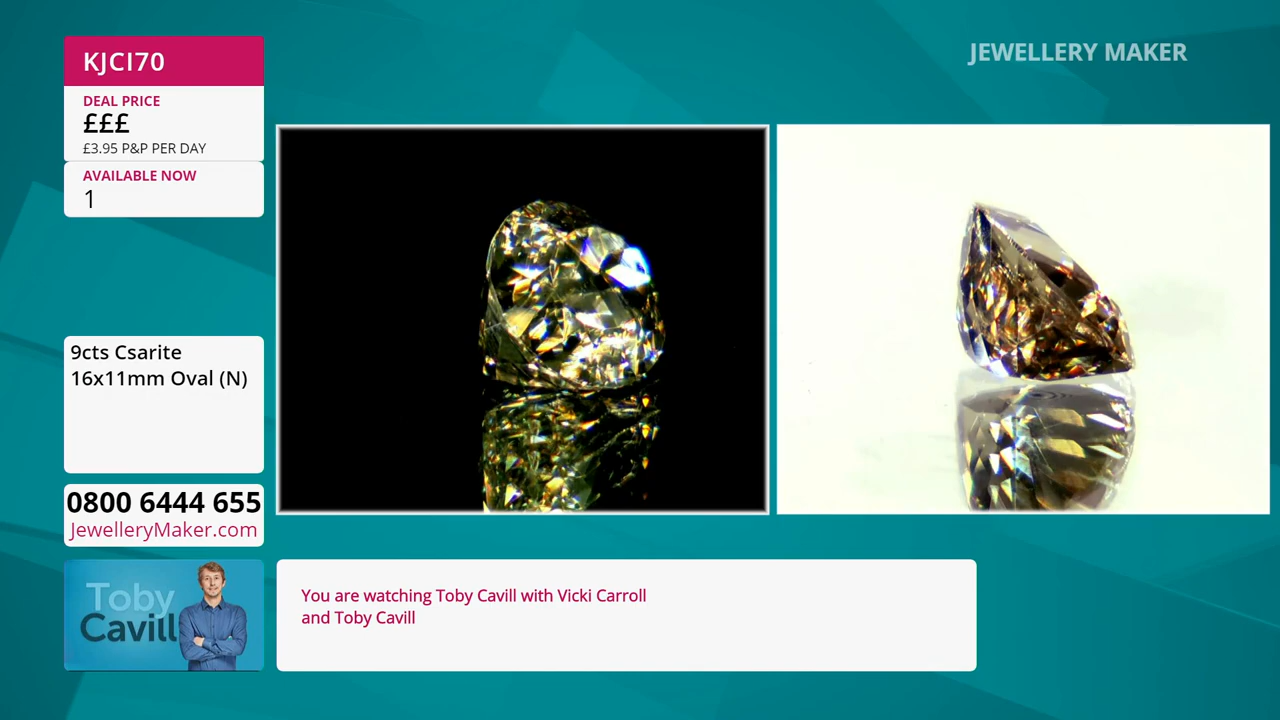 KJCI70
DEAL PRICE
£££
£3.95 P&P PER DAY
AVAILABLE NOW
1
9cts Csarite
16x11mm Oval (N)
0800 6444 655
JewelleryMaker.com
Toby
Cavill
JEWELLERY MAKER
You are watching Toby Cavill with Vicki Carroll
and Toby Cavill